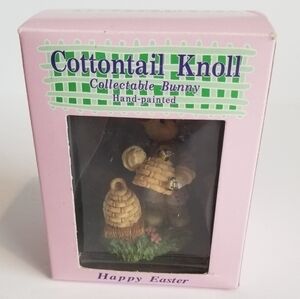 Cottontail Knoll
Collectable Bunny
Hand-painted
Happy Easter